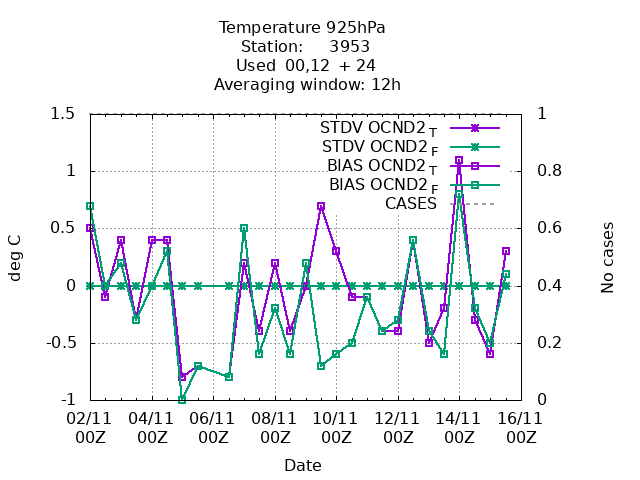 Temperature 925hPa
Station: 3953
Used 00,12 + 24
Averaging window: 12h
STDV OCND2 T
STDV OCND2 F
BIAS OCND2 T
BIAS OCND2 F
CASES
1.5
1
0.5
0
-0.5
-1
deg C
1
0.8
0.6
0.4
0.2
0
No cases
02/11 04/11 06/11 08/11 10/11 12/11 14/11 16/11
00Z 00Z 00Z 00Z 00Z 00Z 00Z 00Z
Date